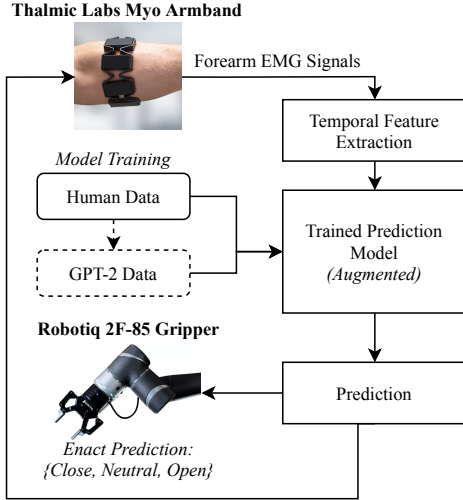 Thalmic Labs Myo Armband
Forearm EMG Signals
Temporal Feature
Extraction
Model Training
Human Data
GPT-2 Data
Trained Prediction
Model
(Augmented)
Robotiq 2F-85 Gripper
Prediction
Enact Prediction:
{Close, Neutral, Open}